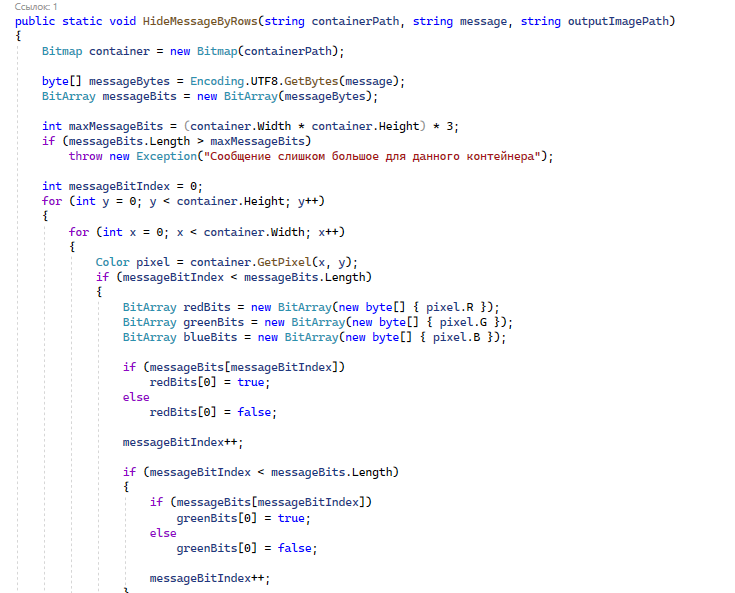 Ссылок: 1
public static void HideMessageByRows(string containerPath, string message, string outputImagePath)
{
    Bitmap container = new Bitmap(containerPath);

    byte[] messageBytes = Encoding.UTF8.GetBytes(message);
    BitArray messageBits = new BitArray(messageBytes);

    int maxMessageBits = (container.Width * container.Height) * 3;
    if (messageBits.Length > maxMessageBits)
        throw new Exception("Сообщение слишком большое для данного контейнера");

    int messageBitIndex = 0;
    for (int y = 0; y < container.Height; y++)
    {
        for (int x = 0; x < container.Width; x++)
        {
            Color pixel = container.GetPixel(x, y);
            if (messageBitIndex < messageBits.Length)
            {
                BitArray redBits = new BitArray(new byte[] { pixel.R });
                BitArray greenBits = new BitArray(new byte[] { pixel.G });
                BitArray blueBits = new BitArray(new byte[] { pixel.B });

                if (messageBits[messageBitIndex])
                    redBits[0] = true;
                else
                    redBits[0] = false;

                messageBitIndex++;

                if (messageBitIndex < messageBits.Length)
                {
                    if (messageBits[messageBitIndex])
                        greenBits[0] = true;
                    else
                        greenBits[0] = false;

                    messageBitIndex++;
                }